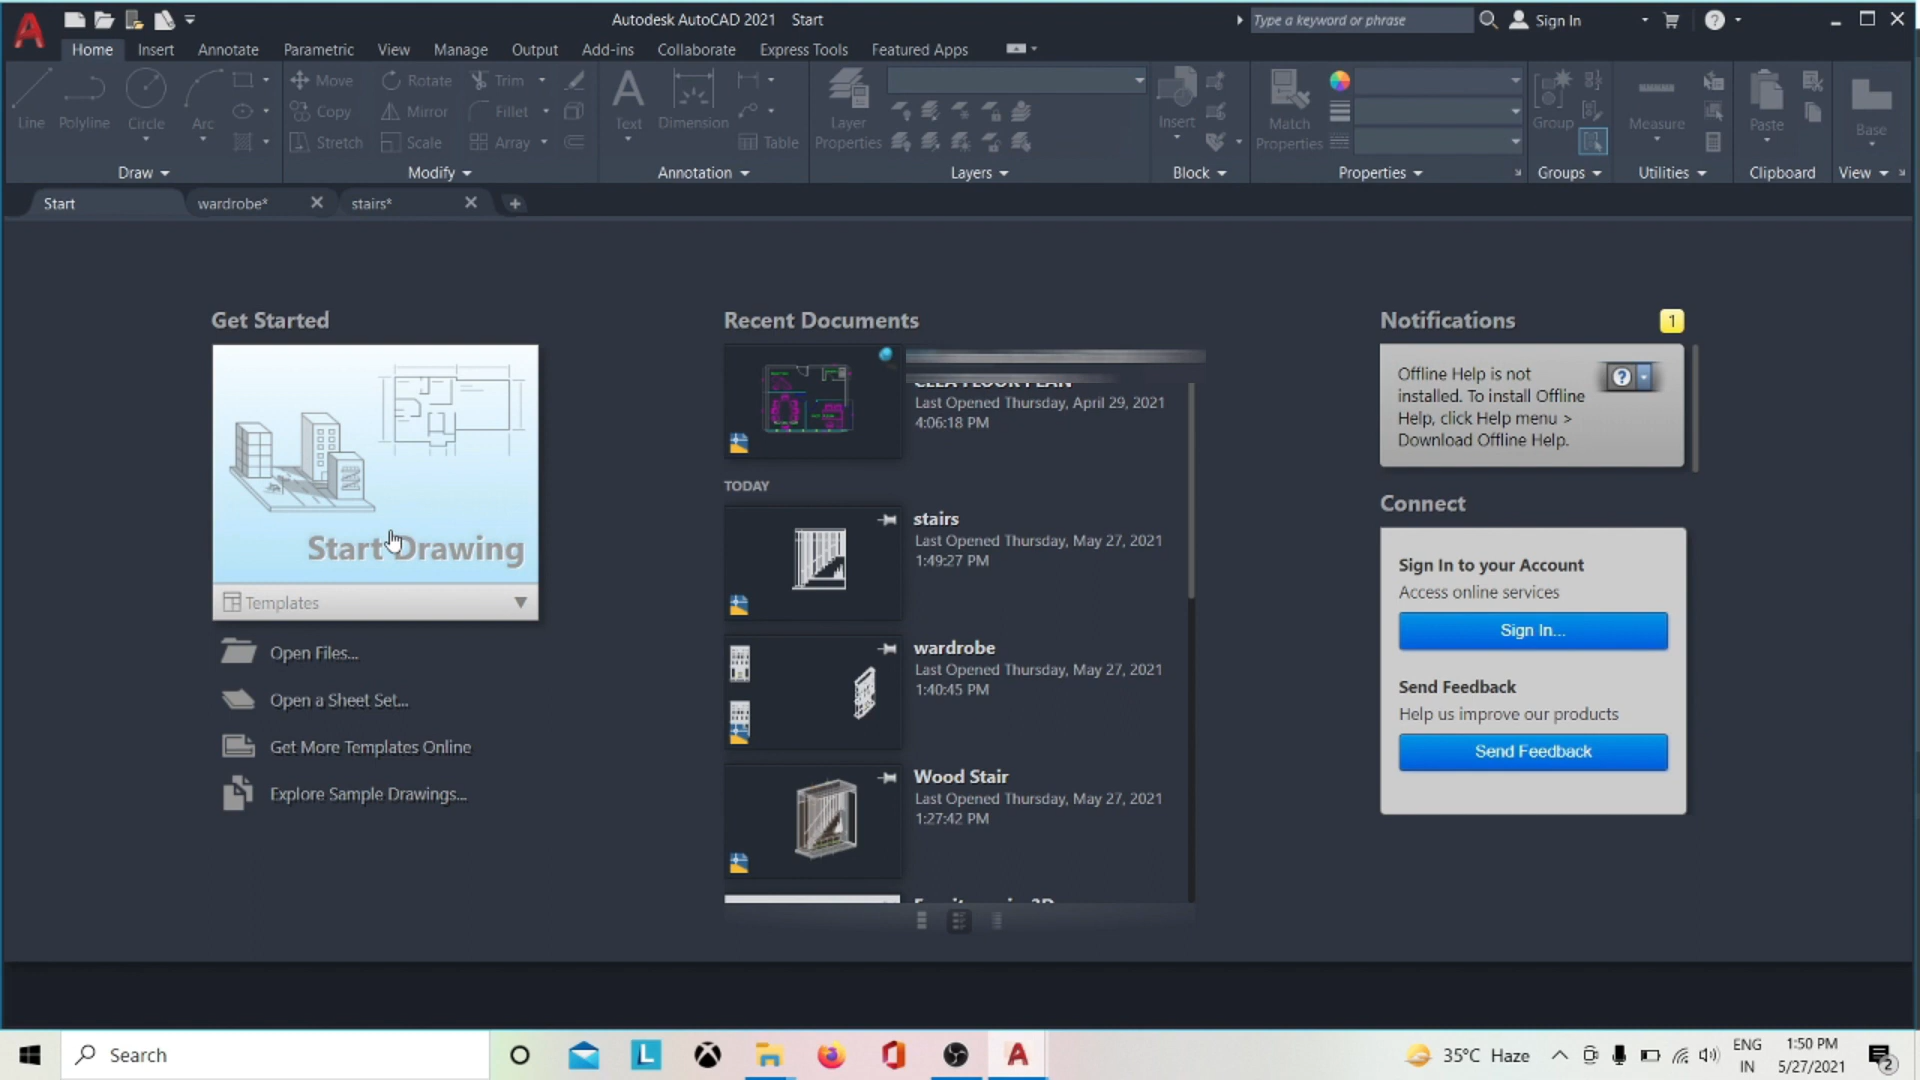 Autodesk AutoCAD 2021 Start
Type a keyword or phrase
Sign In
Home Insert Annotate Parametric View Manage Output Add-ins Collaborate Express Tools Featured Apps
Line Polyline Circle Arc
Move Rotate Trim
Copy Mirror Fillet
Stretch Scale Array
Text Dimension Table
Layer Properties
Insert
Match Properties
Group
Measure
Paste
Base
Draw Modify Annotation Layers Block Properties Groups Utilities Clipboard View
Start wardrobe* stairs*
Get Started
Start Drawing
Templates
Open Files...
Open a Sheet Set...
Get More Templates Online
Explore Sample Drawings...
Recent Documents
Last Opened Thursday, April 29, 2021
4:06:18 PM
TODAY
stairs
Last Opened Thursday, May 27, 2021
1:49:27 PM
wardrobe
Last Opened Thursday, May 27, 2021
1:40:45 PM
Wood Stair
Last Opened Thursday, May 27, 2021
1:27:42 PM
Notifications 1
Offline Help is not
installed. To install Offline
Help, click Help menu >
Download Offline Help.
Connect
Sign In to your Account
Access online services
Sign In...
Send Feedback
Help us improve our products
Send Feedback
Search
35°C Haze
ENG
IN
1:50 PM
5/27/2021
2